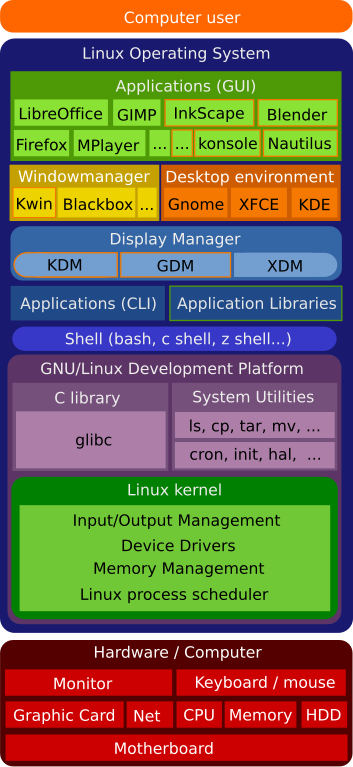 Computer user
Linux Operating System
Applications (GUI)
LibreOffice GIMP InkScape Blender
Firefox MPlayer ... ... konsole Nautilus
Windowmanager Desktop environment
Kwin Blackbox ... Gnome XFCE KDE
Display Manager
KDM GDM XDM
Applications (CLI) Application Libraries
Shell (bash, c shell, z shell...)
GNU/Linux Development Platform
C library System Utilities
glibc
ls, cp, tar, mv, ...
cron, init, hal, ...
Linux kernel
Input/Output Management
Device Drivers
Memory Management
Linux process scheduler
Hardware / Computer
Monitor Keyboard / mouse
Graphic Card Net CPU Memory HDD
Motherboard